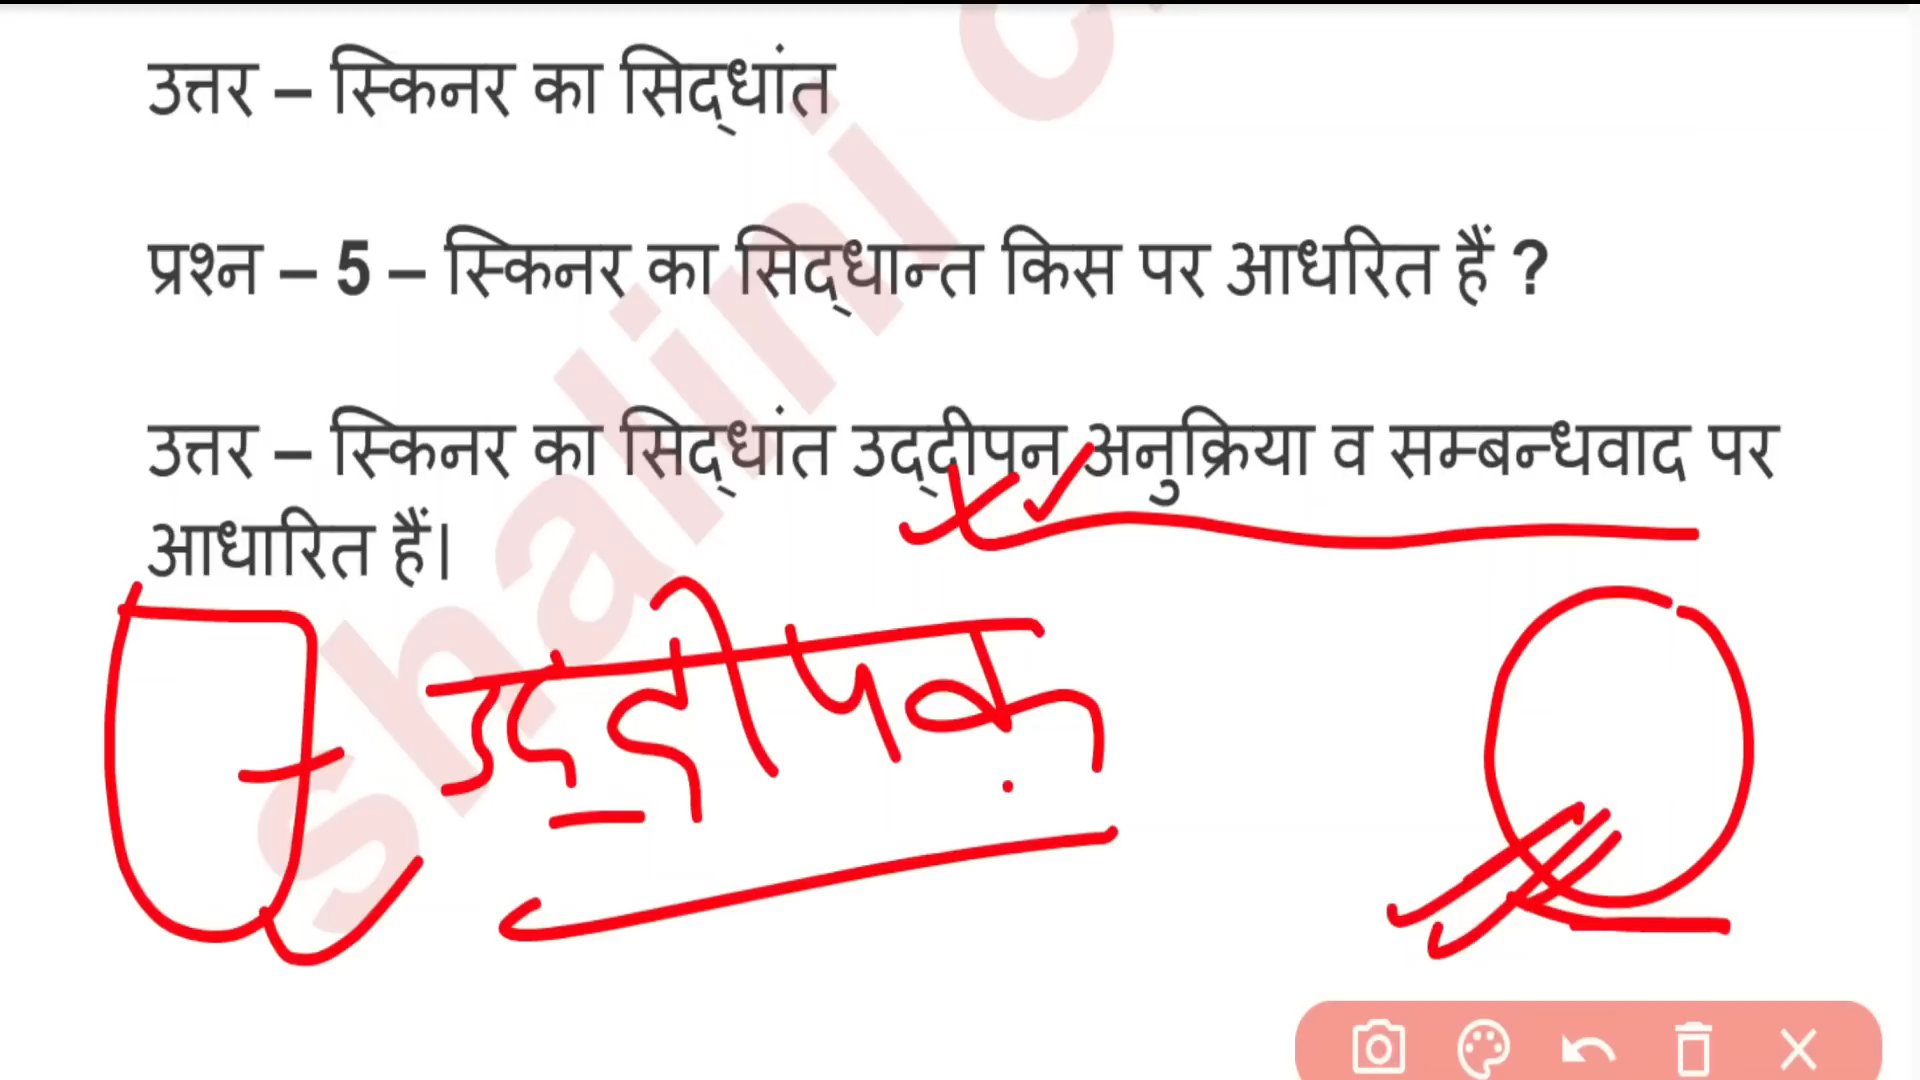 उत्तर – स्किनर का सिद्धांत
प्रश्न – 5 – स्किनर का सिद्धान्त किस पर आधरित हैं ?
उत्तर – स्किनर का सिद्धांत उद्दीपन अनुक्रिया व सम्बन्धवाद पर
आधारित हैं।
उद्दीपक
shalini